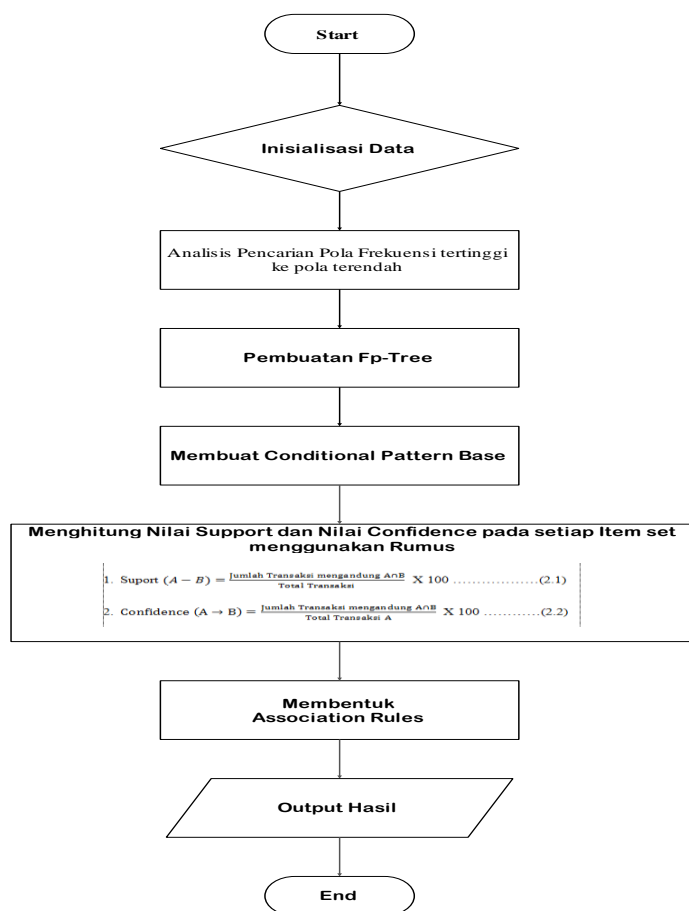 Start
Inisialisasi Data
Analisis Pencarian Pola Frekuensi tertinggi
ke pola terendah
Pembuatan Fp-Tree
Membuat Conditional Pattern Base
Menghitung Nilai Support dan Nilai Confidence pada setiap Item set
menggunakan Rumus
1. Suport (A − B) = Jumlah Transaksi mengandung A∩B / Total Transaksi X 100 ................(2.1)
2. Confidence (A → B) = Jumlah Transaksi mengandung A∩B / Total Transaksi A X 100 ...........(2.2)
Membentuk
Association Rules
Output Hasil
End